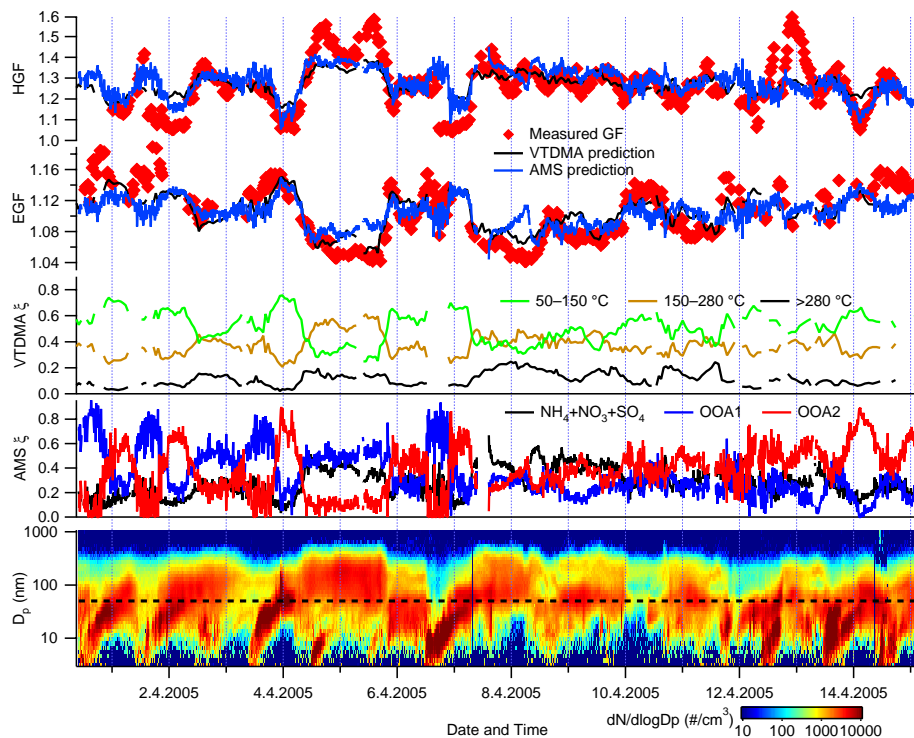 1.6
1.5
1.4
1.3
1.2
1.1
1.0
HGF
Measured GF
VTDMA prediction
AMS prediction
1.16
1.12
1.08
1.04
EGF
0.8
0.6
0.4
0.2
0.0
VTDMA ξ
50–150 °C 150–280 °C >280 °C
0.8
0.6
0.4
0.2
0.0
AMS ξ
NH4+NO3+SO4 OOA1 OOA2
1000
100
10
Dp (nm)
2.4.2005 4.4.2005 6.4.2005 8.4.2005 10.4.2005 12.4.2005 14.4.2005
Date and Time
dN/dlogDp (#/cm³)
10 100 1000 10000